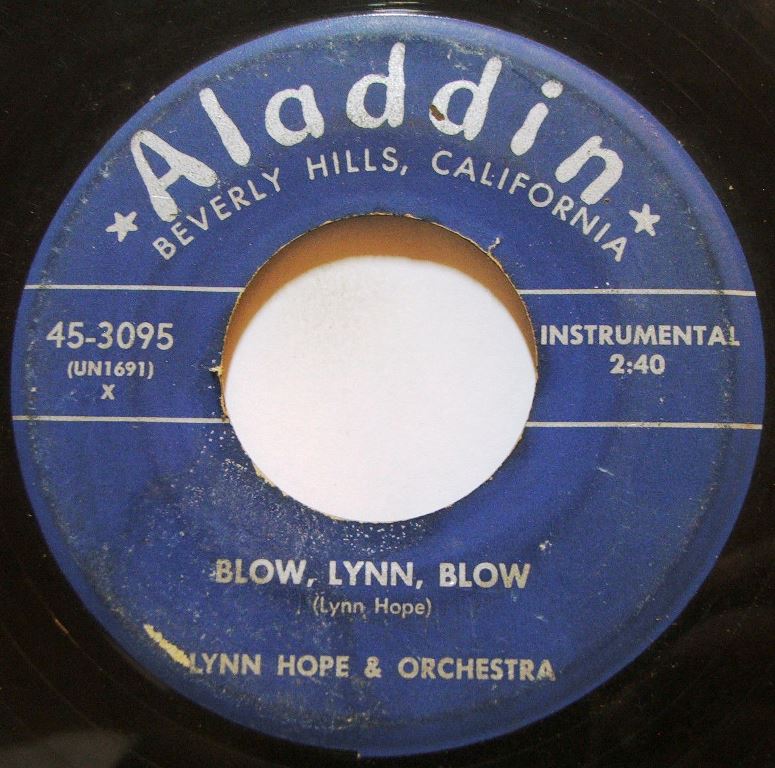 Aladdin
BEVERLY HILLS, CALIFORNIA
45-3095
(UN1691)
X
INSTRUMENTAL
2:40
BLOW, LYNN, BLOW
(Lynn Hope)
LYNN HOPE & ORCHESTRA